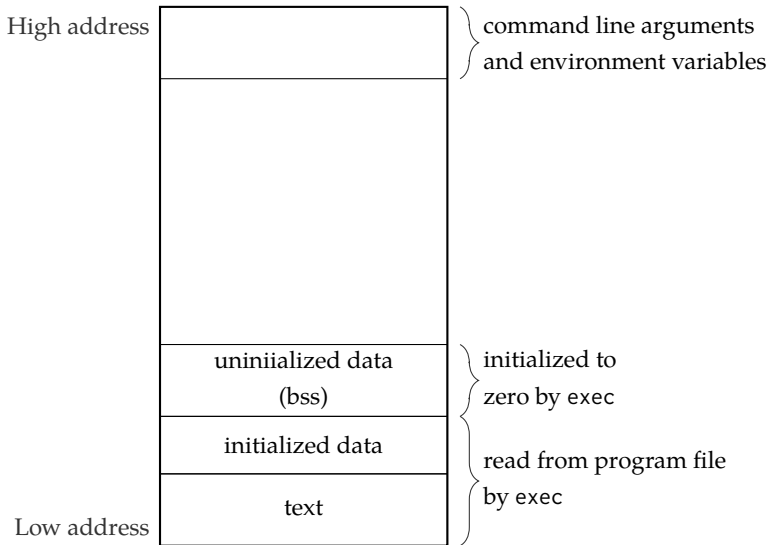 High address
command line arguments
and environment variables
uniniialized data
(bss)
initialized to
zero by exec
initialized data
read from program file
by exec
text
Low address